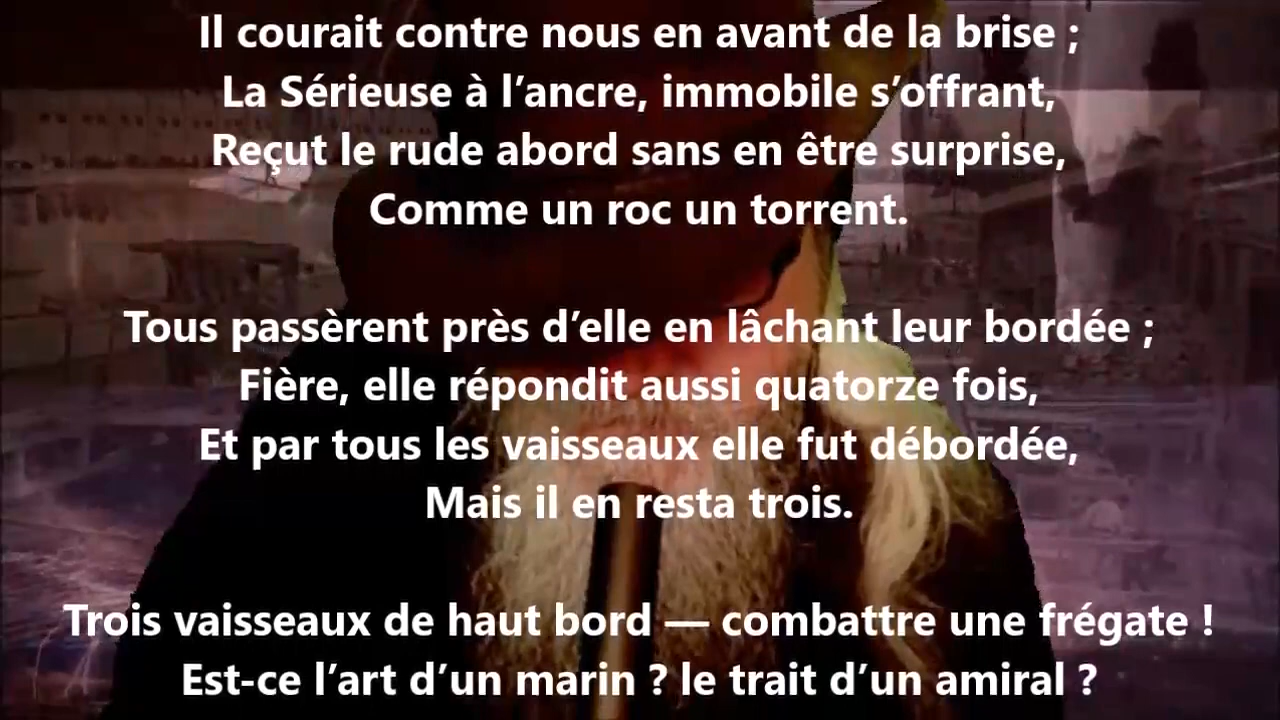 Il courait contre nous en avant de la brise ;
La Sérieuse à l’ancre, immobile s’offrant,
Reçut le rude abord sans en être surprise,
Comme un roc un torrent.
Tous passèrent près d’elle en lâchant leur bordée ;
Fière, elle répondit aussi quatorze fois,
Et par tous les vaisseaux elle fut débordée,
Mais il en resta trois.
Trois vaisseaux de haut bord — combattre une frégate !
Est-ce l’art d’un marin ? le trait d’un amiral ?